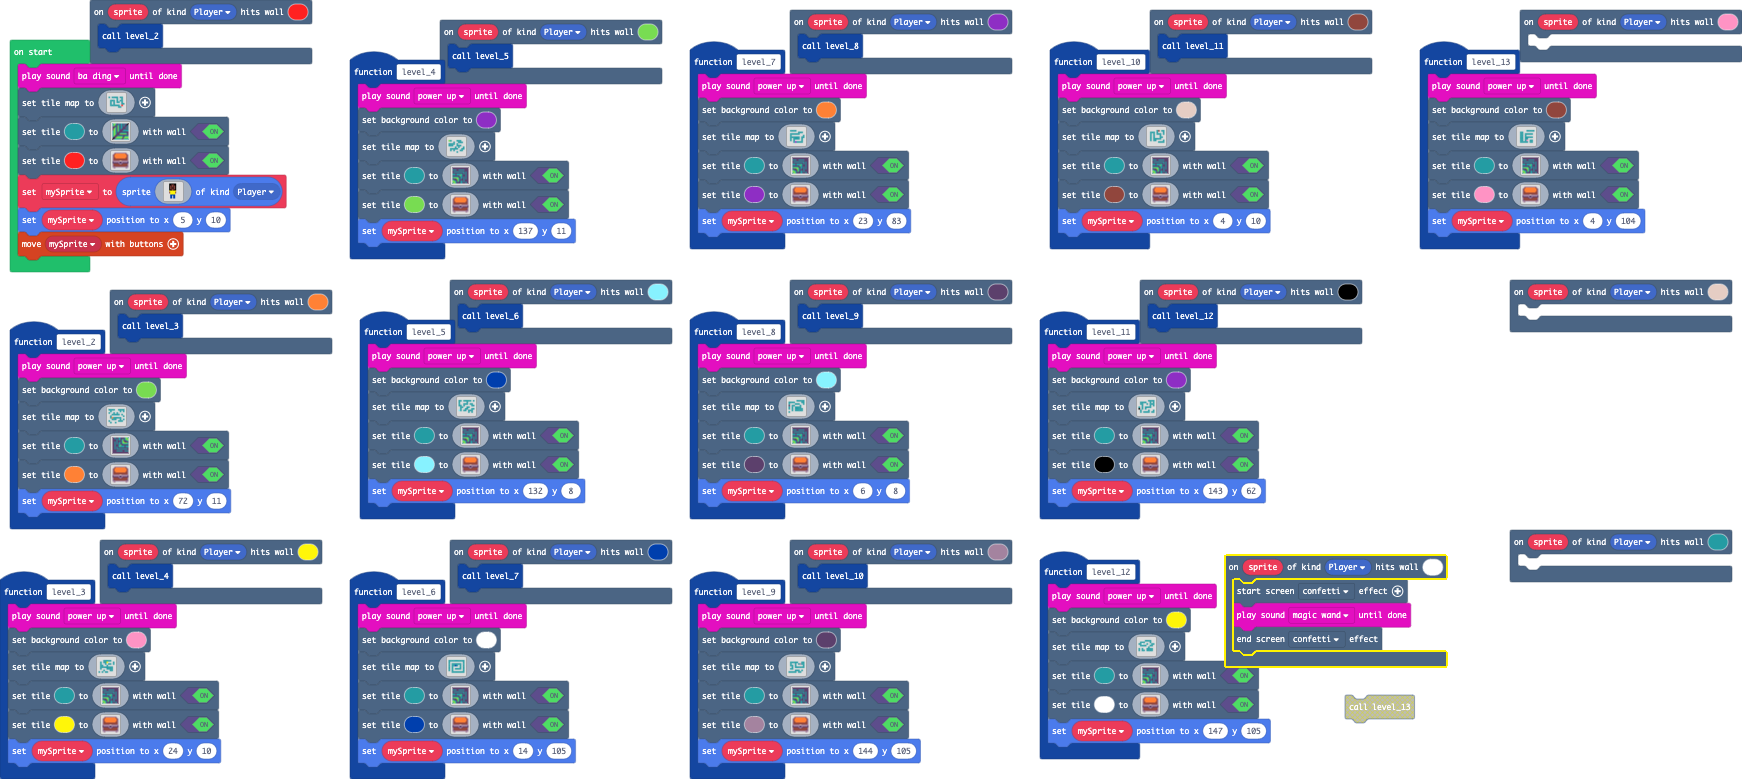 on sprite of kind Player hits wall
call level_2
on start
play sound ba ding until done
set tile map to
set tile to with wall ON
set tile to with wall ON
set mySprite to sprite of kind Player
set mySprite position to x 5 y 10
move mySprite with buttons
on sprite of kind Player hits wall
call level_5
function level_4
play sound power up until done
set background color to
set tile map to
set tile to with wall ON
set tile to with wall ON
set mySprite position to x 137 y 11
on sprite of kind Player hits wall
call level_8
function level_7
play sound power up until done
set background color to
set tile map to
set tile to with wall ON
set tile to with wall ON
set mySprite position to x 23 y 83
on sprite of kind Player hits wall
call level_11
function level_10
play sound power up until done
set background color to
set tile map to
set tile to with wall ON
set tile to with wall ON
set mySprite position to x 4 y 10
on sprite of kind Player hits wall
function level_13
play sound power up until done
set background color to
set tile map to
set tile to with wall ON
set tile to with wall ON
set mySprite position to x 4 y 104
on sprite of kind Player hits wall
call level_3
function level_2
play sound power up until done
set background color to
set tile map to
set tile to with wall ON
set tile to with wall ON
set mySprite position to x 72 y 11
on sprite of kind Player hits wall
call level_6
function level_5
play sound power up until done
set background color to
set tile map to
set tile to with wall ON
set tile to with wall ON
set mySprite position to x 132 y 8
on sprite of kind Player hits wall
call level_9
function level_8
play sound power up until done
set background color to
set tile map to
set tile to with wall ON
set tile to with wall ON
set mySprite position to x 6 y 8
on sprite of kind Player hits wall
call level_12
function level_11
play sound power up until done
set background color to
set tile map to
set tile to with wall ON
set tile to with wall ON
set mySprite position to x 143 y 62
on sprite of kind Player hits wall
on sprite of kind Player hits wall
call level_4
function level_3
play sound power up until done
set background color to
set tile map to
set tile to with wall ON
set tile to with wall ON
set mySprite position to x 24 y 10
on sprite of kind Player hits wall
call level_7
function level_6
play sound power up until done
set background color to
set tile map to
set tile to with wall ON
set tile to with wall ON
set mySprite position to x 14 y 105
on sprite of kind Player hits wall
call level_10
function level_9
play sound power up until done
set background color to
set tile map to
set tile to with wall ON
set tile to with wall ON
set mySprite position to x 144 y 105
function level_12
play sound power up until done
set background color to
set tile map to
set tile to with wall ON
set tile to with wall ON
set mySprite position to x 147 y 105
on sprite of kind Player hits wall
start screen confetti effect
play sound magic wand until done
end screen confetti effect
call level_13
on sprite of kind Player hits wall